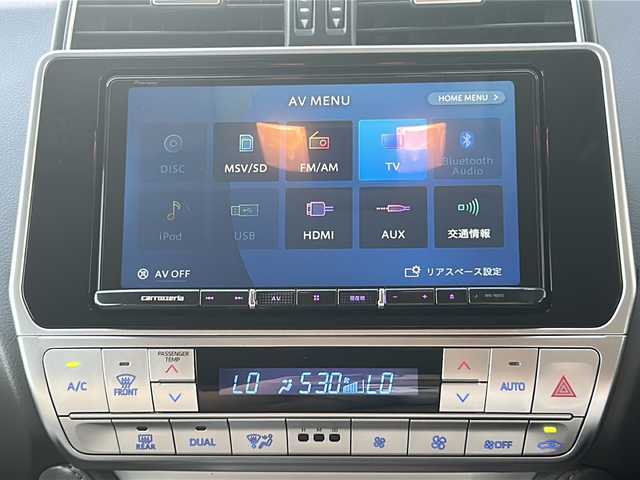 Pioneer
AV MENU
HOME MENU >
DISC
MSV/SD
FM/AM
TV
Bluetooth
Audio
iPod
USB
HDMI
AUX
交通情報
AV OFF
リアスペース設定
carrozzeria
AV
現在地
PASSENGER
TEMP
A/C
FRONT
LO 5:30 LO
AUTO
REAR
DUAL
H M :00
OFF